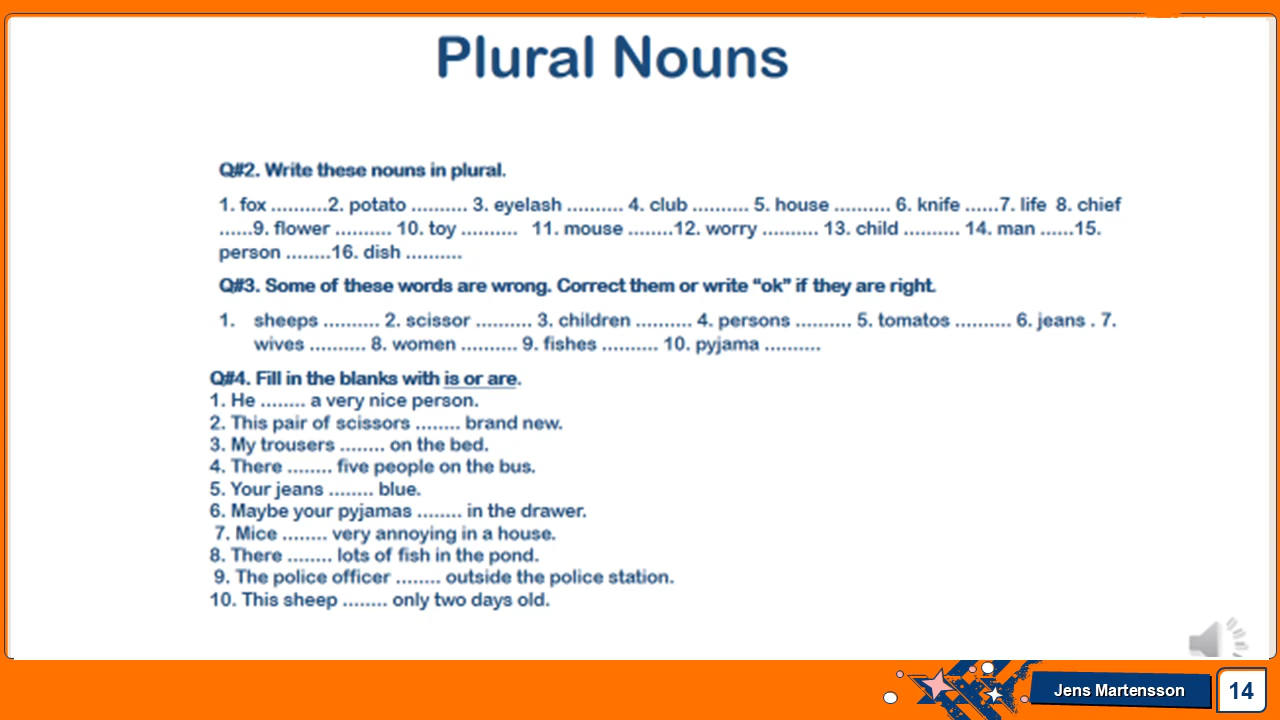 Plural Nouns
Q#2. Write these nouns in plural.
1. fox ..........2. potato .......... 3. eyelash .......... 4. club .......... 5. house .......... 6. knife ......7. life 8. chief
......9. flower .......... 10. toy .......... 11. mouse ........12. worry .......... 13. child .......... 14. man ......15.
person ........16. dish ..........
Q#3. Some of these words are wrong. Correct them or write “ok” if they are right.
1. sheeps .......... 2. scissor .......... 3. children .......... 4. persons .......... 5. tomatos .......... 6. jeans . 7.
wives .......... 8. women .......... 9. fishes .......... 10. pyjama ..........
Q#4. Fill in the blanks with is or are.
1. He ........ a very nice person.
2. This pair of scissors ........ brand new.
3. My trousers ........ on the bed.
4. There ........ five people on the bus.
5. Your jeans ........ blue.
6. Maybe your pyjamas ........ in the drawer.
7. Mice ........ very annoying in a house.
8. There ........ lots of fish in the pond.
9. The police officer ........ outside the police station.
10. This sheep ........ only two days old.
Jens Martensson
14